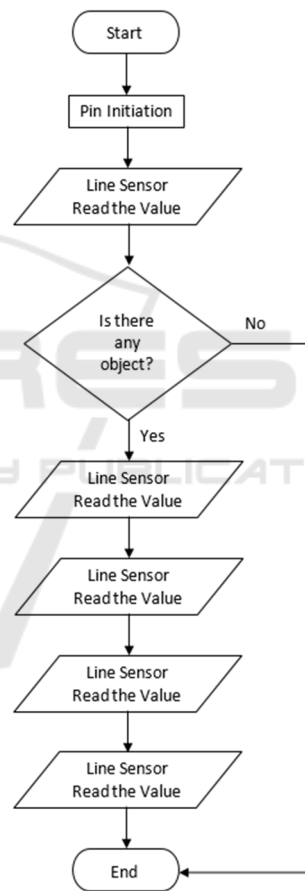 Start
Pin Initiation
Line Sensor
Read the Value
Is there
any
object?
No
Yes
Line Sensor
Read the Value
Line Sensor
Read the Value
Line Sensor
Read the Value
Line Sensor
Read the Value
End